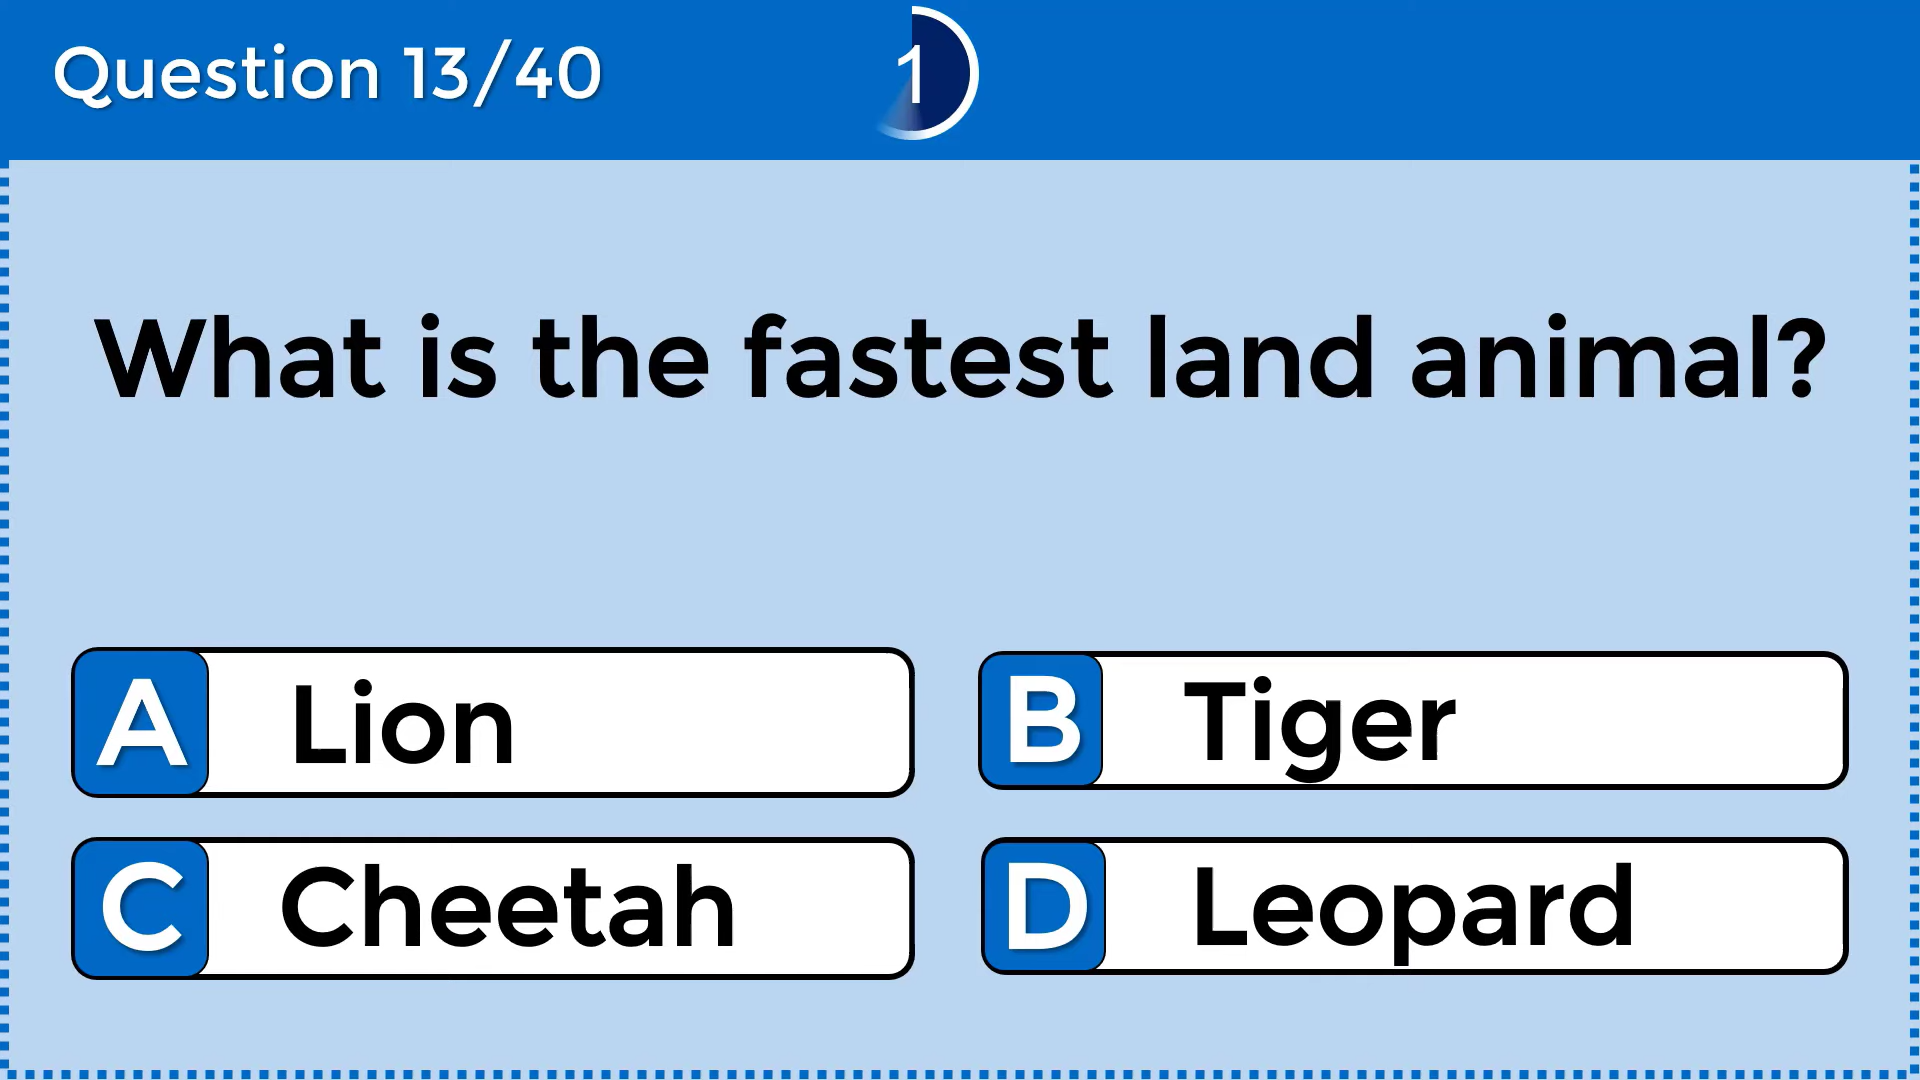 Question 13/40
1
What is the fastest land animal?
A Lion
B Tiger
C Cheetah
D Leopard